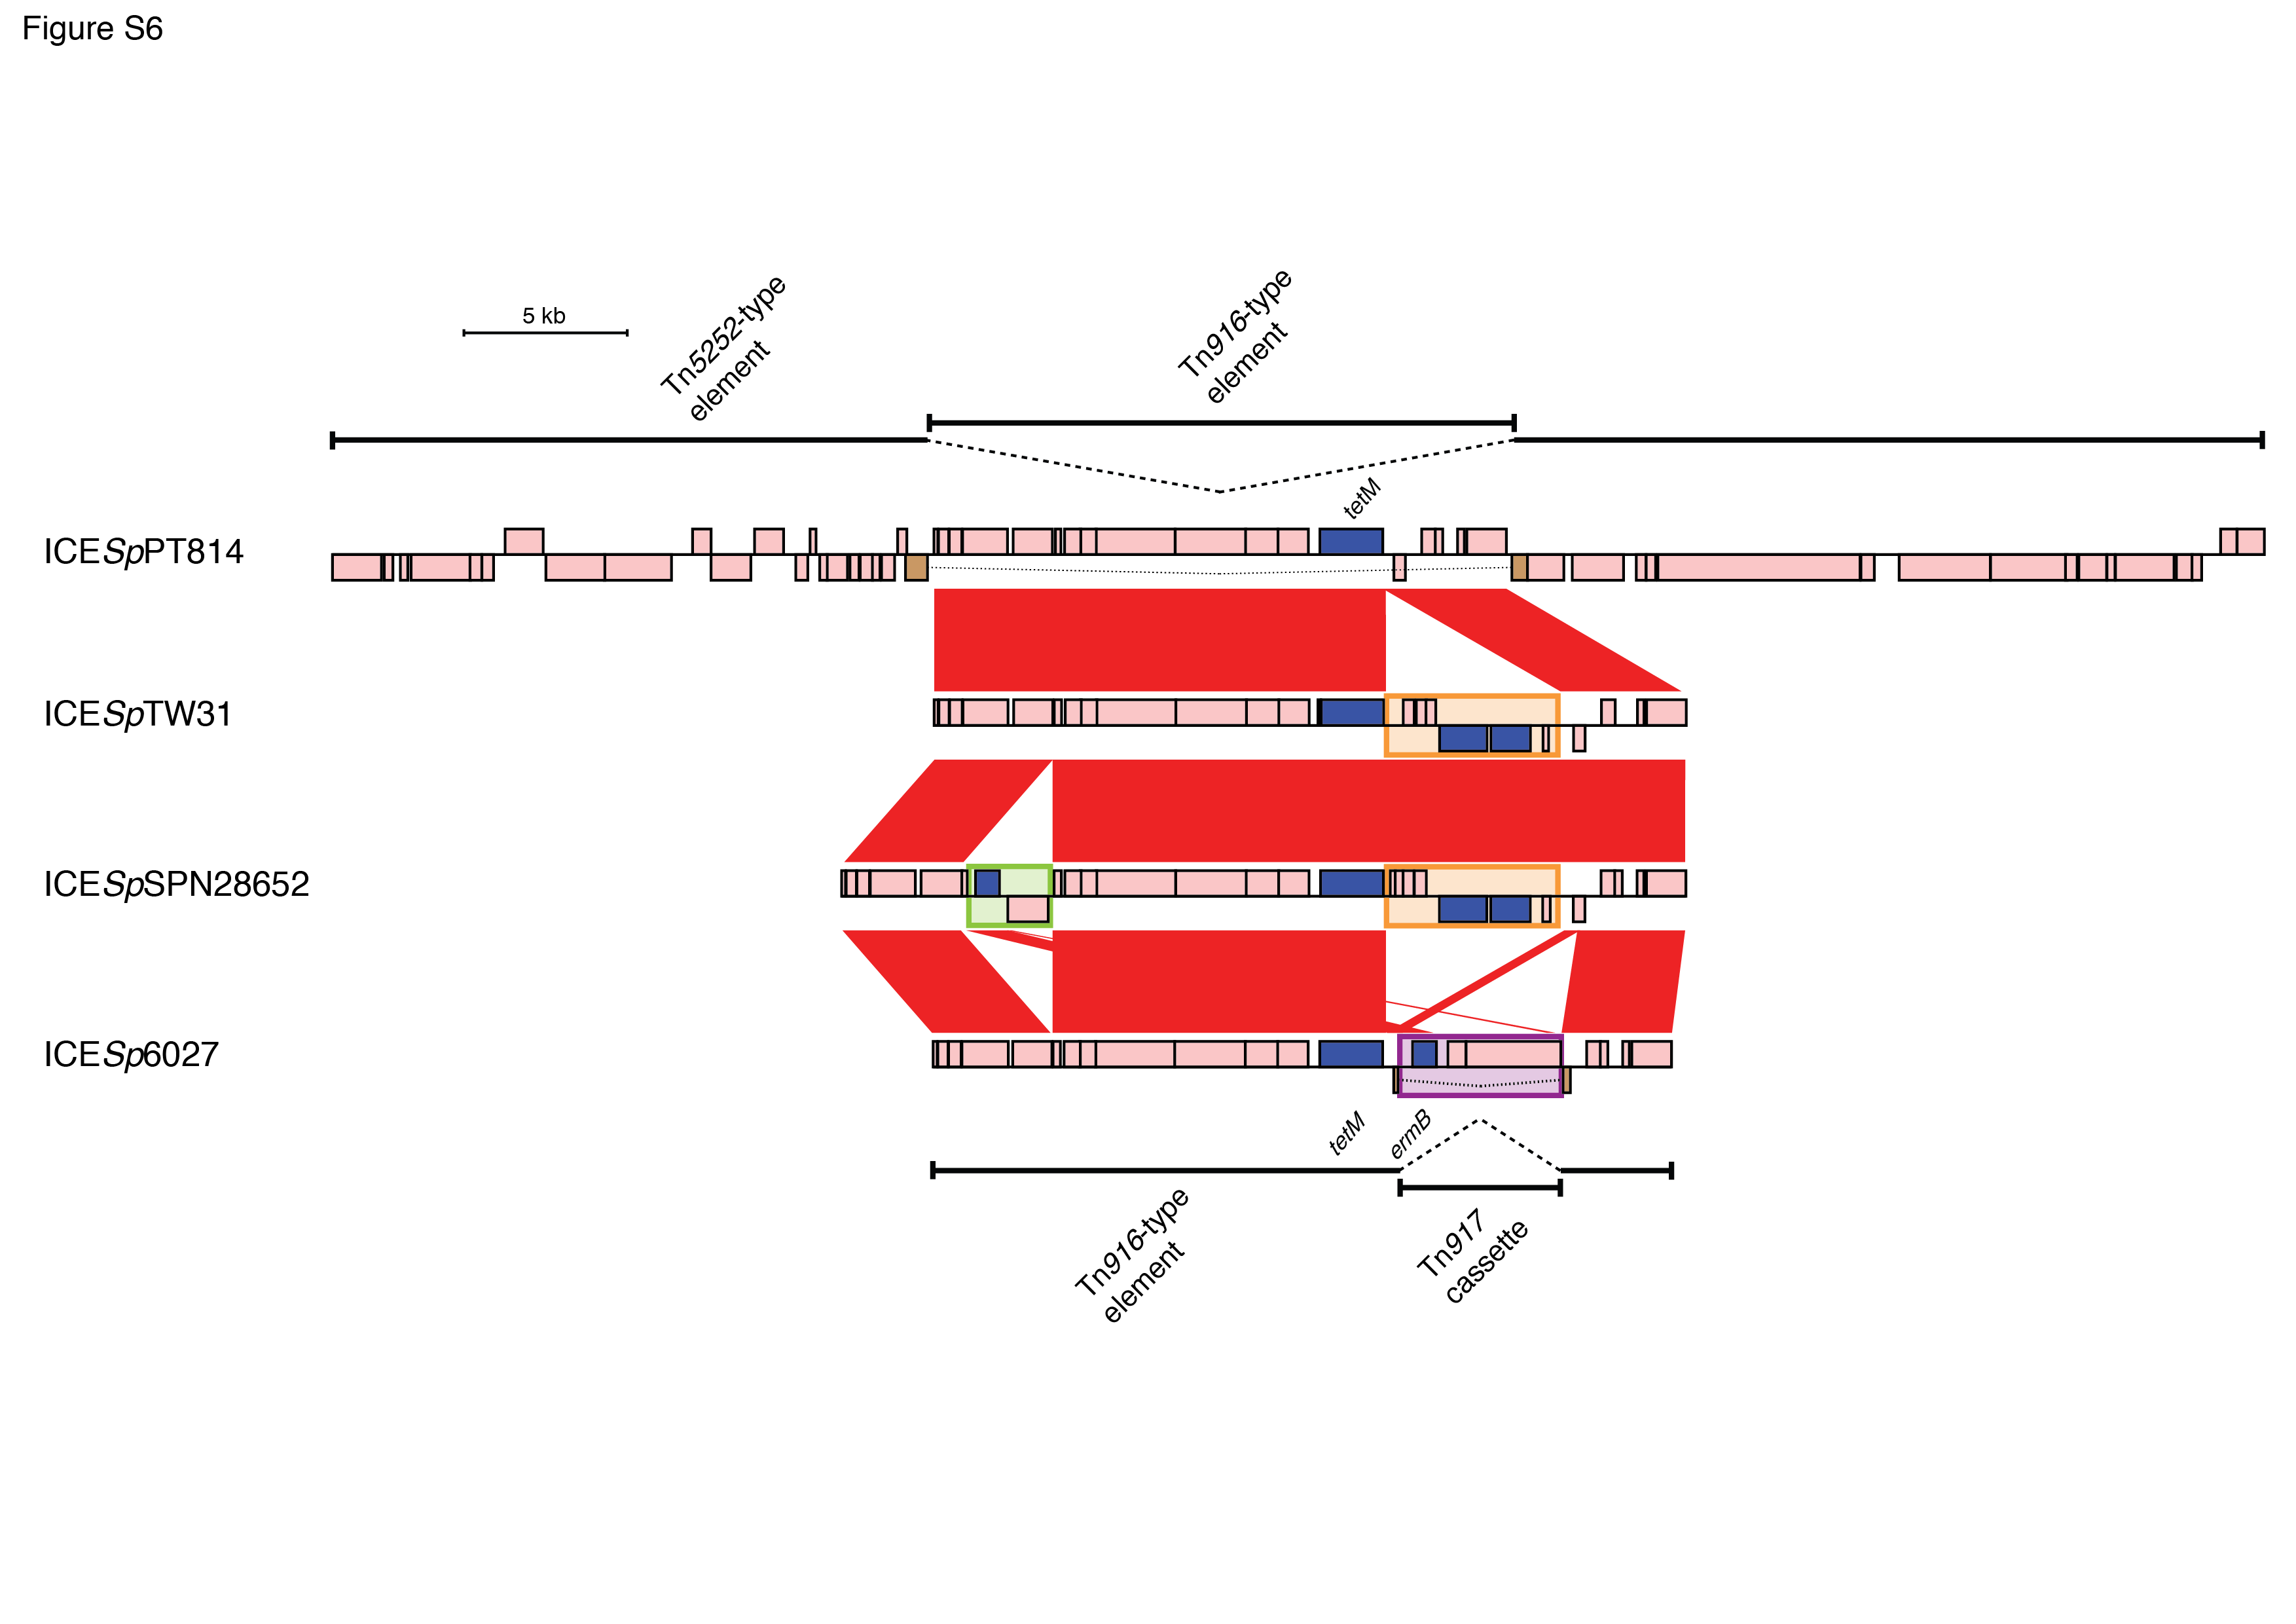 Figure S6
5 kb
Tn5252-type
element
Tn916-type
element
tetM
ICESpPT814
ICESpTW31
ICESpSPN28652
ICESp6027
tetM
ermB
Tn916-type
element
Tn917
cassette